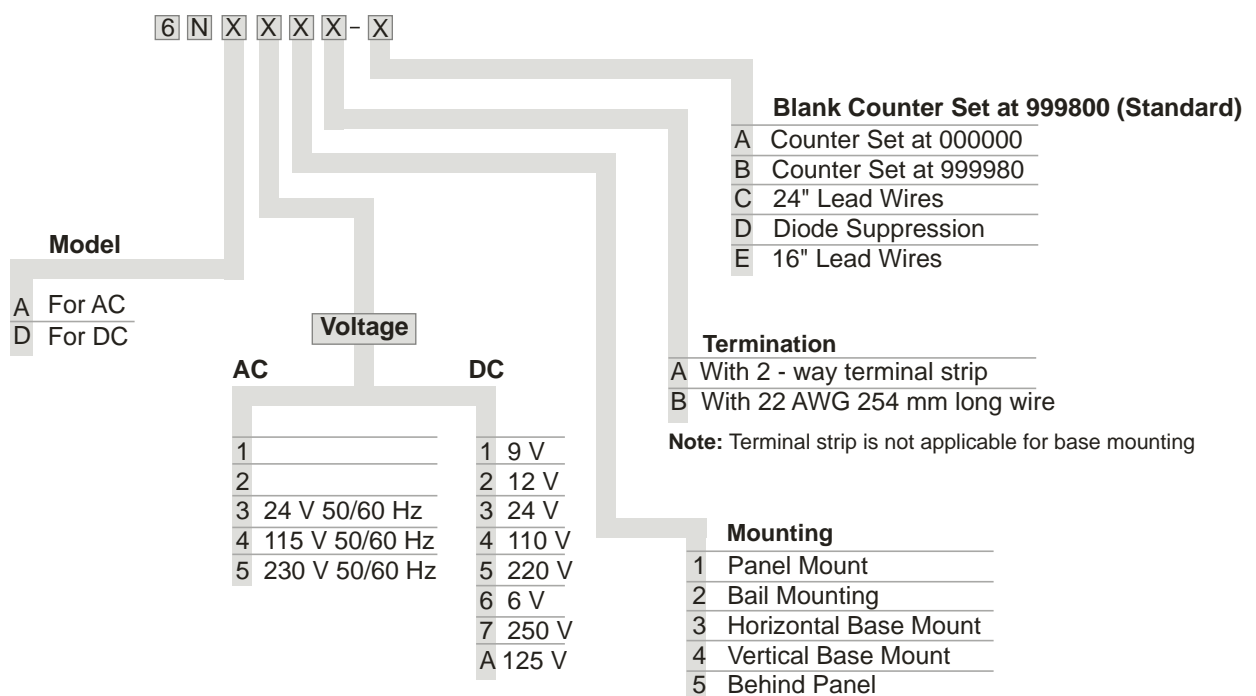 6 N X X X X - X
Blank Counter Set at 999800 (Standard)
A Counter Set at 000000
B Counter Set at 999980
C 24" Lead Wires
D Diode Suppression
E 16" Lead Wires
Model
A For AC
D For DC
Voltage
AC
1
2
3 24 V 50/60 Hz
4 115 V 50/60 Hz
5 230 V 50/60 Hz
DC
1 9 V
2 12 V
3 24 V
4 110 V
5 220 V
6 6 V
7 250 V
A 125 V
Termination
A With 2 - way terminal strip
B With 22 AWG 254 mm long wire
Note: Terminal strip is not applicable for base mounting
Mounting
1 Panel Mount
2 Bail Mounting
3 Horizontal Base Mount
4 Vertical Base Mount
5 Behind Panel